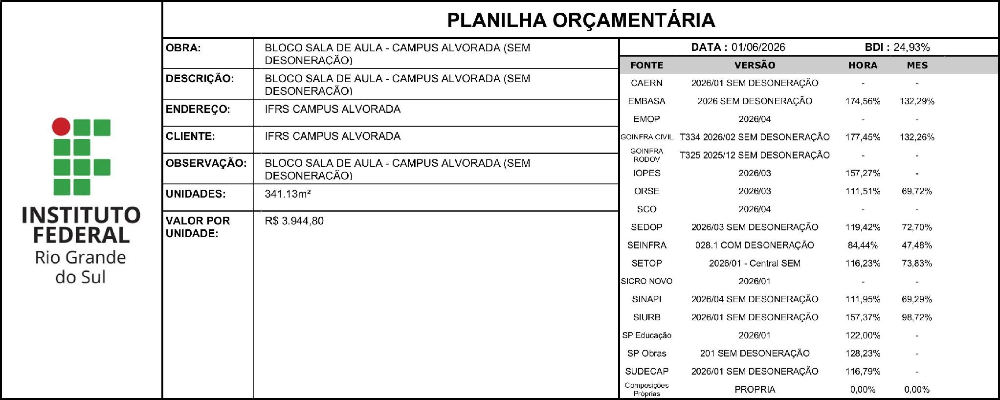 PLANILHA ORÇAMENTÁRIA
INSTITUTO
FEDERAL
Rio Grande
do Sul
OBRA: BLOCO SALA DE AULA - CAMPUS ALVORADA (SEM
DESONERAÇÃO)
DESCRIÇÃO: BLOCO SALA DE AULA - CAMPUS ALVORADA (SEM
DESONERAÇÃO)
ENDEREÇO: IFRS CAMPUS ALVORADA
CLIENTE: IFRS CAMPUS ALVORADA
OBSERVAÇÃO: BLOCO SALA DE AULA - CAMPUS ALVORADA (SEM
DESONERAÇÃO)
UNIDADES: 341.13m²
VALOR POR R$ 3.944,80
UNIDADE:
DATA : 01/06/2026 BDI : 24,93%
FONTE VERSÃO HORA MES
CAERN 2026/01 SEM DESONERAÇÃO - -
EMBASA 2026 SEM DESONERAÇÃO 174,56% 132,29%
EMOP 2026/04 - -
GOINFRA CIVIL T334 2026/02 SEM DESONERAÇÃO 177,45% 132,26%
GOINFRA
RODOV T325 2025/12 SEM DESONERAÇÃO - -
IOPES 2026/03 157,27% -
ORSE 2026/03 111,51% 69,72%
SCO 2026/04 - -
SEDOP 2026/03 SEM DESONERAÇÃO 119,42% 72,70%
SEINFRA 028.1 COM DESONERAÇÃO 84,44% 47,48%
SETOP 2026/01 - Central SEM 116,23% 73,83%
SICRO NOVO 2026/01 - -
SINAPI 2026/04 SEM DESONERAÇÃO 111,95% 69,29%
SIURB 2026/01 SEM DESONERAÇÃO 157,37% 98,72%
SP Educação 2026/01 122,00% -
SP Obras 201 SEM DESONERAÇÃO 128,23% -
SUDECAP 2026/01 SEM DESONERAÇÃO 116,79% -
Composições
Próprias PROPRIA 0,00% 0,00%